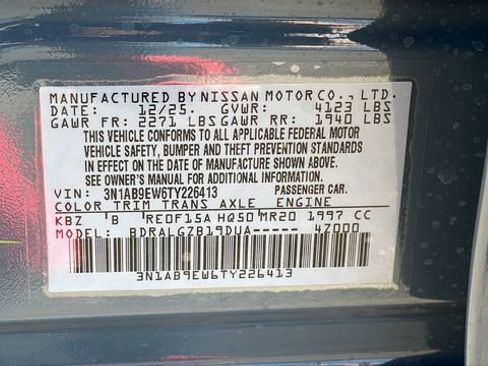 MANUFACTURED BY NISSAN MOTOR CO., LTD.
DATE: 12/25 GVWR: 4123 LBS
GAWR FR: 2271 LBS GAWR RR: 1940 LBS
THIS VEHICLE CONFORMS TO ALL APPLICABLE FEDERAL MOTOR
VEHICLE SAFETY, BUMPER AND THEFT PREVENTION STANDARDS
IN EFFECT ON THE DATE OF MANUFACTURE SHOWN ABOVE.
SEE OWNER'S MANUAL FOR ADDITIONAL INFORMATION.
VIN: 3N1AB9EW6TY226413 PASSENGER CAR.
COLOR TRIM TRANS AXLE ENGINE
KBZ B RE0F15A HQ50 MR20 1997 CC
MODEL: BDRALGZB19DUA----- 4Z000
3N1AB9EW6TY226413